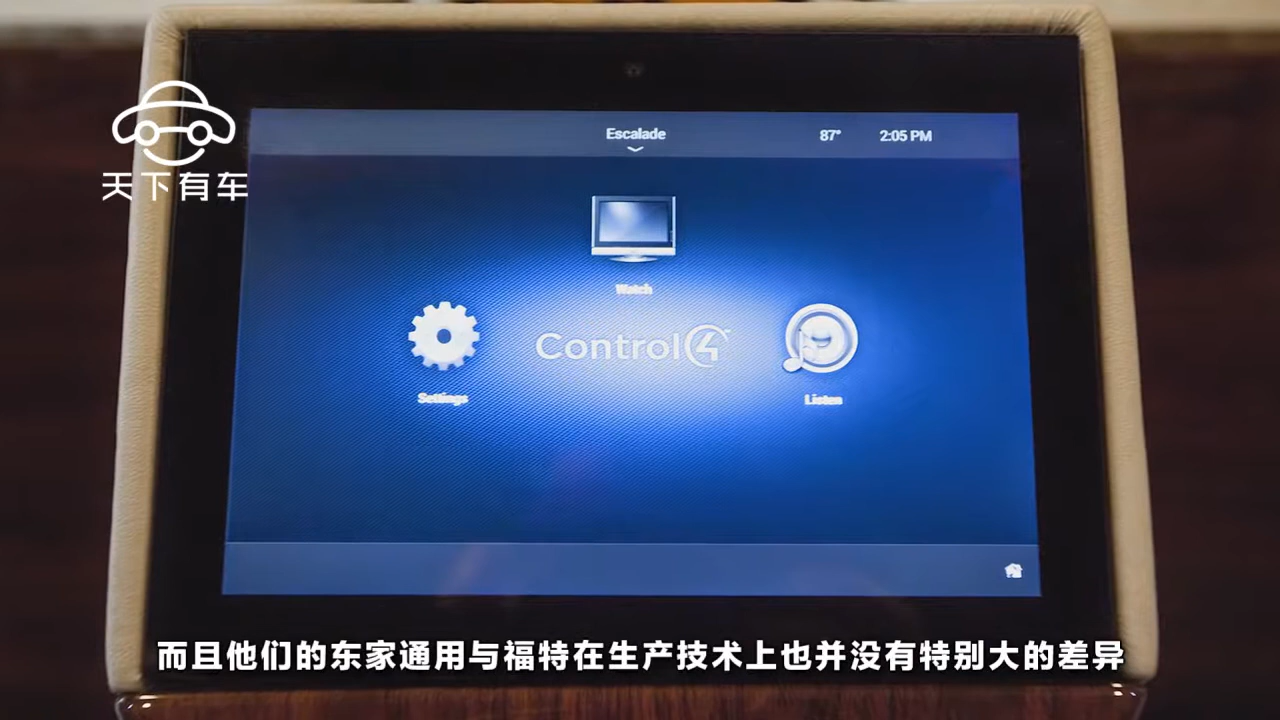 Escalade
87°
2:05 PM
天下有车
Watch
Control4
Settings
Listen
而且他们的东家通用与福特在生产技术上也并没有特别大的差异